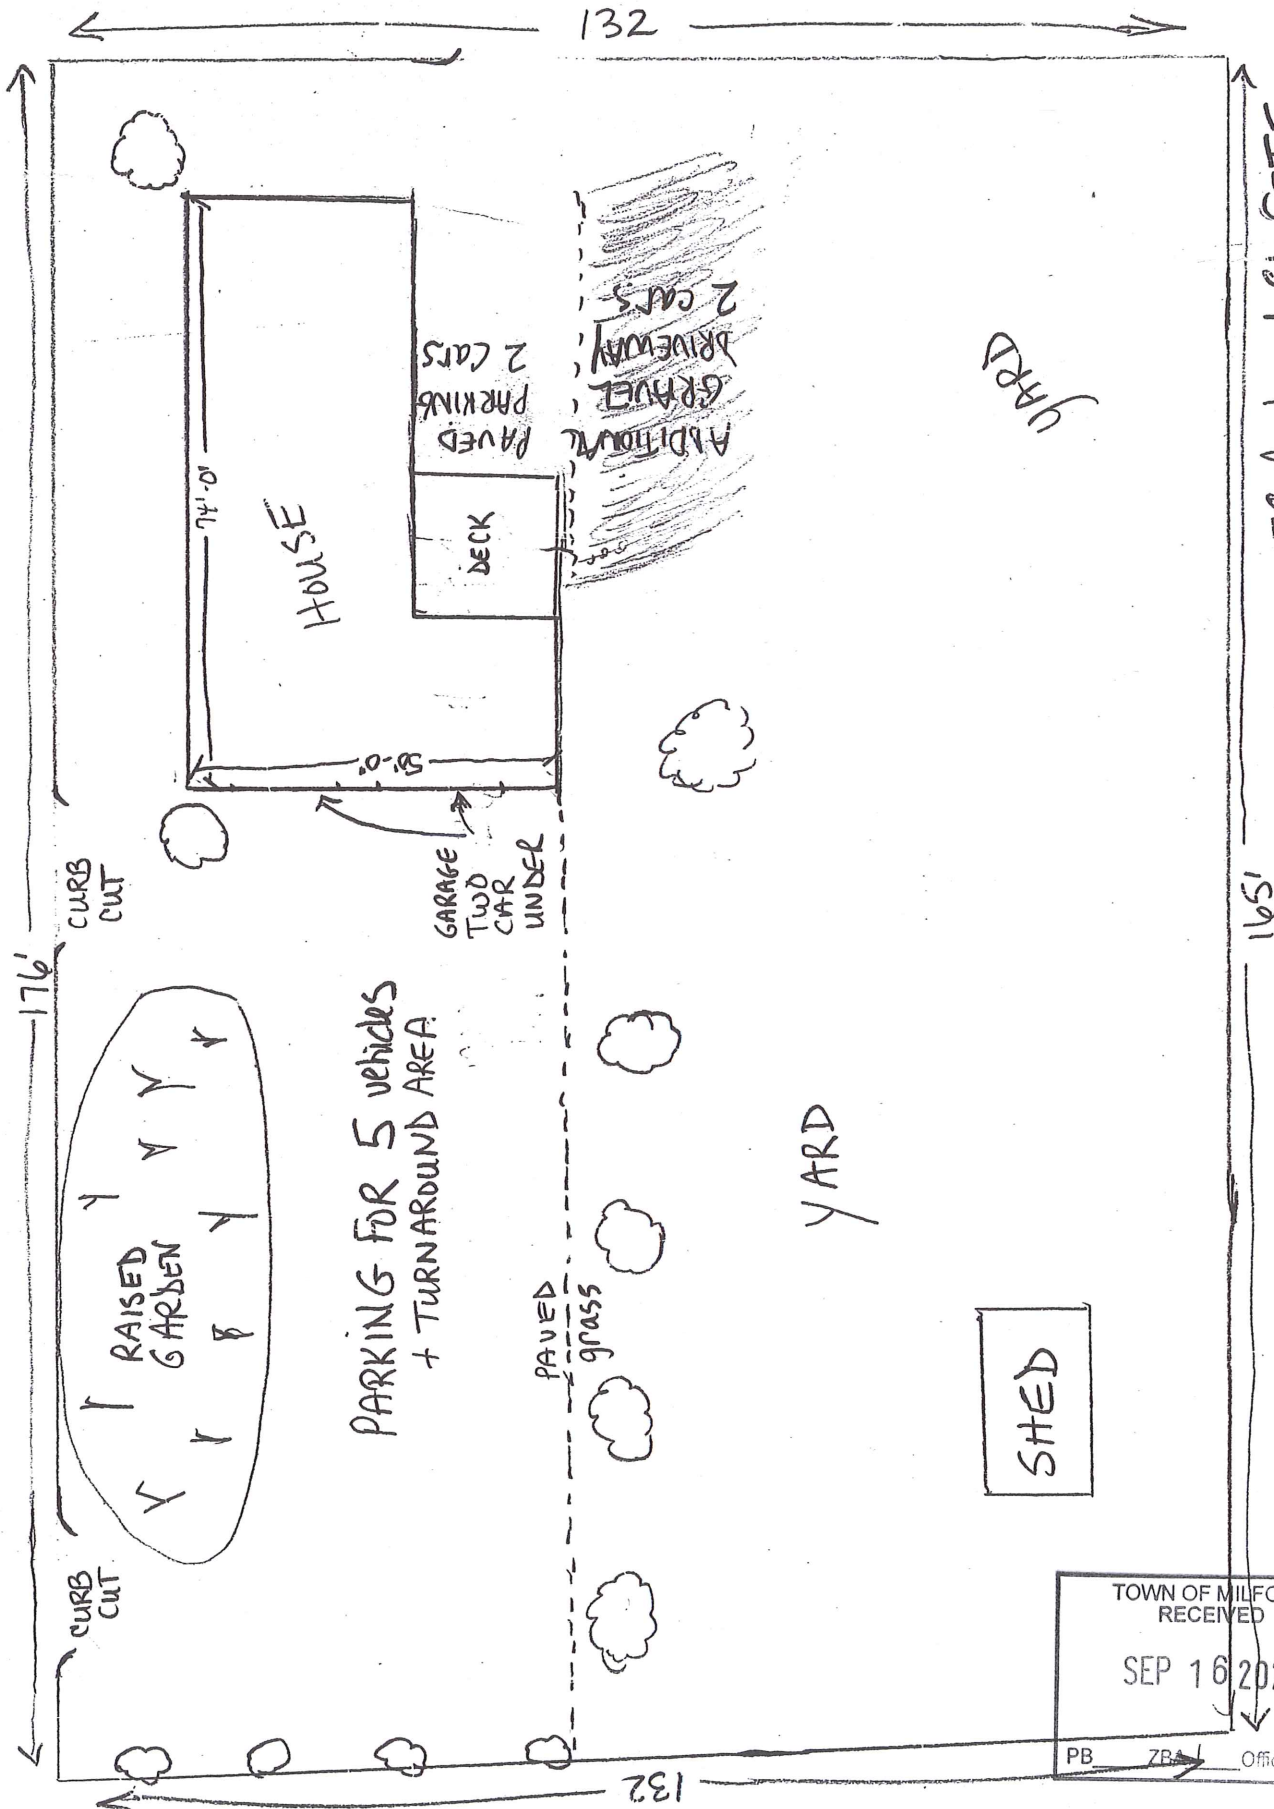 132
176'
CURB
CUT
CURB
CUT
RAISED
GARDEN
74'-0"
HOUSE
50'-0"
DECK
PAVED
PARKING
2 CARS
ADDITIONAL
GRAVEL
DRIVEWAY
2 cars
door
GARAGE
TWO
CAR
UNDER
PARKING FOR 5 vehicles
+ TURNAROUND AREA
PAVED
grass
YARD
YARD
SHED
165'
132
TOWN OF
RECEIVED
SEP 16
PB ZBA